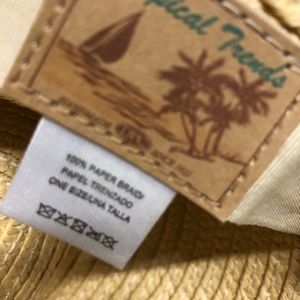 pical Trends
100% PAPER BRAID/
PAPEL TRENZADO
ONE SIZE/UNA TALLA